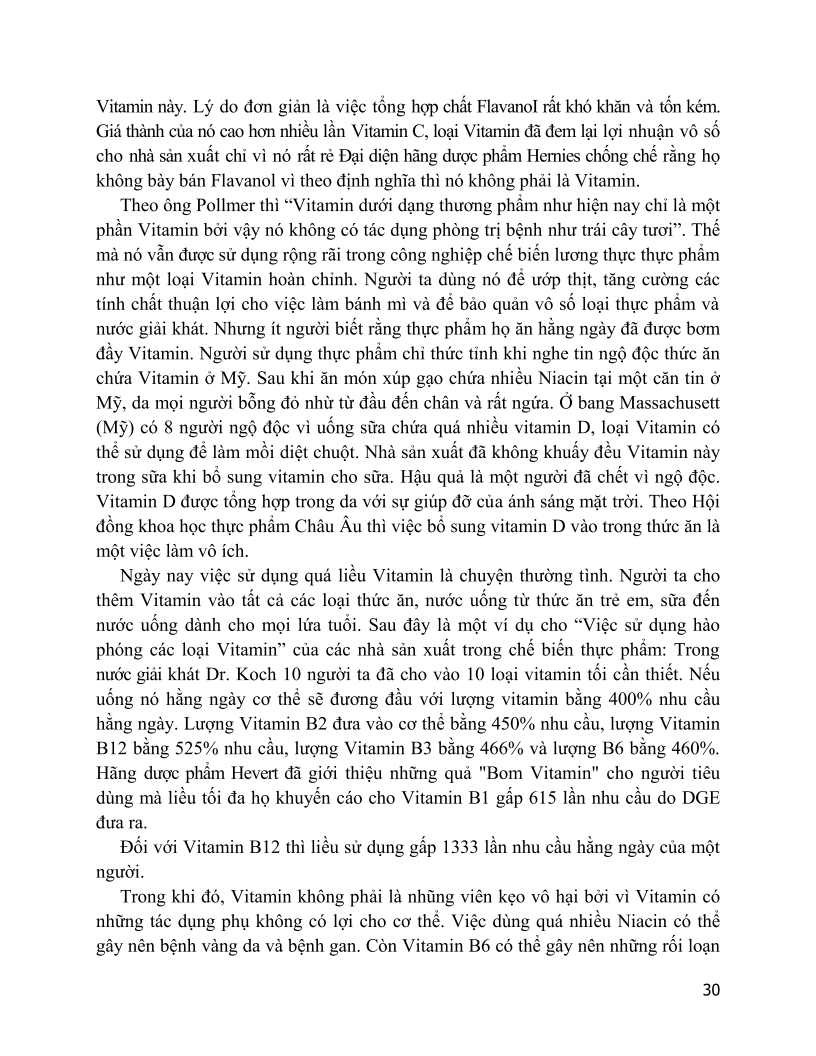 Vitamin này. Lý do đơn giản là việc tổng hợp chất FlavanoI rất khó khăn và tốn kém.
Giá thành của nó cao hơn nhiều lần Vitamin C, loại Vitamin đã đem lại lợi nhuận vô số
cho nhà sản xuất chỉ vì nó rất rẻ Đại diện hãng dược phẩm Hernies chống chế rằng họ
không bày bán Flavanol vì theo định nghĩa thì nó không phải là Vitamin.
Theo ông Pollmer thì “Vitamin dưới dạng thương phẩm như hiện nay chỉ là một
phần Vitamin bởi vậy nó không có tác dụng phòng trị bệnh như trái cây tươi”. Thế
mà nó vẫn được sử dụng rộng rãi trong công nghiệp chế biến lương thực thực phẩm
như một loại Vitamin hoàn chỉnh. Người ta dùng nó để ướp thịt, tăng cường các
tính chất thuận lợi cho việc làm bánh mì và để bảo quản vô số loại thực phẩm và
nước giải khát. Nhưng ít người biết rằng thực phẩm họ ăn hằng ngày đã được bơm
đầy Vitamin. Người sử dụng thực phẩm chỉ thức tỉnh khi nghe tin ngộ độc thức ăn
chứa Vitamin ở Mỹ. Sau khi ăn món xúp gạo chứa nhiều Niacin tại một căn tin ở
Mỹ, da mọi người bỗng đỏ nhừ từ đầu đến chân và rất ngứa. Ở bang Massachusett
(Mỹ) có 8 người ngộ độc vì uống sữa chứa quá nhiều vitamin D, loại Vitamin có
thể sử dụng để làm mồi diệt chuột. Nhà sản xuất đã không khuấy đều Vitamin này
trong sữa khi bổ sung vitamin cho sữa. Hậu quả là một người đã chết vì ngộ độc.
Vitamin D được tổng hợp trong da với sự giúp đỡ của ánh sáng mặt trời. Theo Hội
đồng khoa học thực phẩm Châu Âu thì việc bổ sung vitamin D vào trong thức ăn là
một việc làm vô ích.
Ngày nay việc sử dụng quá liều Vitamin là chuyện thường tình. Người ta cho
thêm Vitamin vào tất cả các loại thức ăn, nước uống từ thức ăn trẻ em, sữa đến
nước uống dành cho mọi lứa tuổi. Sau đây là một ví dụ cho “Việc sử dụng hào
phóng các loại Vitamin” của các nhà sản xuất trong chế biến thực phẩm: Trong
nước giải khát Dr. Koch 10 người ta đã cho vào 10 loại vitamin tối cần thiết. Nếu
uống nó hằng ngày cơ thể sẽ đương đầu với lượng vitamin bằng 400% nhu cầu
hằng ngày. Lượng Vitamin B2 đưa vào cơ thể bằng 450% nhu cầu, lượng Vitamin
B12 bằng 525% nhu cầu, lượng Vitamin B3 bằng 466% và lượng B6 bằng 460%.
Hãng dược phẩm Hevert đã giới thiệu những quả "Bom Vitamin" cho người tiêu
dùng mà liều tối đa họ khuyến cáo cho Vitamin B1 gấp 615 lần nhu cầu do DGE
đưa ra.
Đối với Vitamin B12 thì liều sử dụng gấp 1333 lần nhu cầu hằng ngày của một
người.
Trong khi đó, Vitamin không phải là nhũng viên kẹo vô hại bởi vì Vitamin có
những tác dụng phụ không có lợi cho cơ thể. Việc dùng quá nhiều Niacin có thể
gây nên bệnh vàng da và bệnh gan. Còn Vitamin B6 có thể gây nên những rối loạn
30